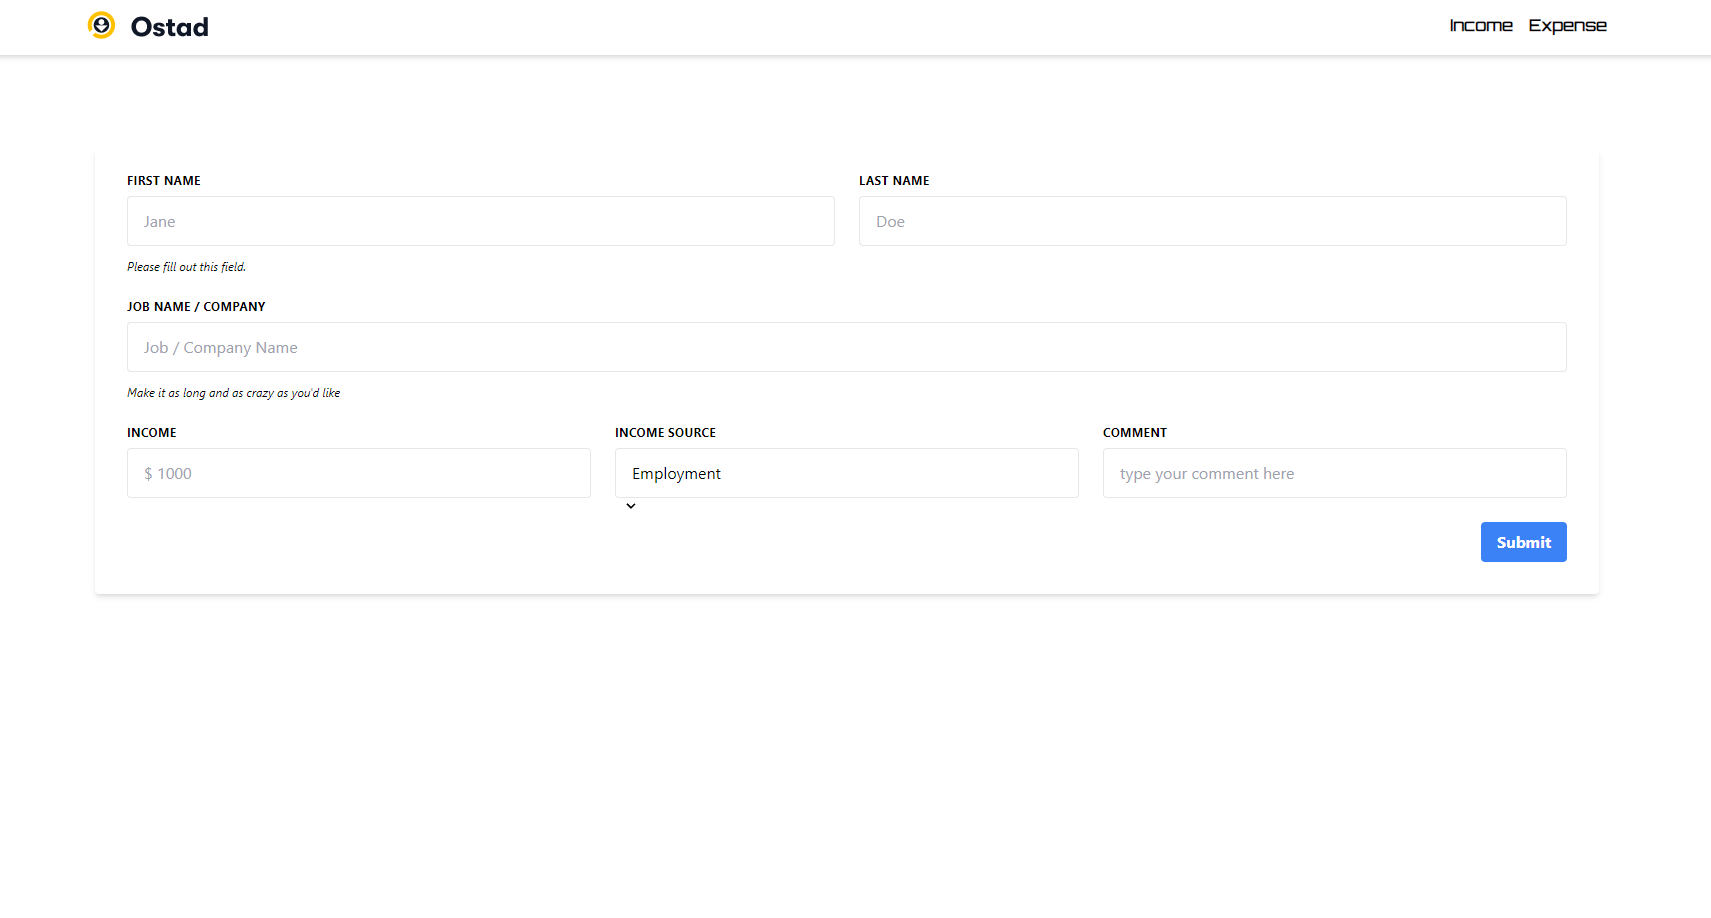 Ostad
Income Expense
FIRST NAME LAST NAME
Jane Doe
Please fill out this field.
JOB NAME / COMPANY
Job / Company Name
Make it as long and as crazy as you'd like
INCOME INCOME SOURCE COMMENT
$ 1000 Employment type your comment here
Submit